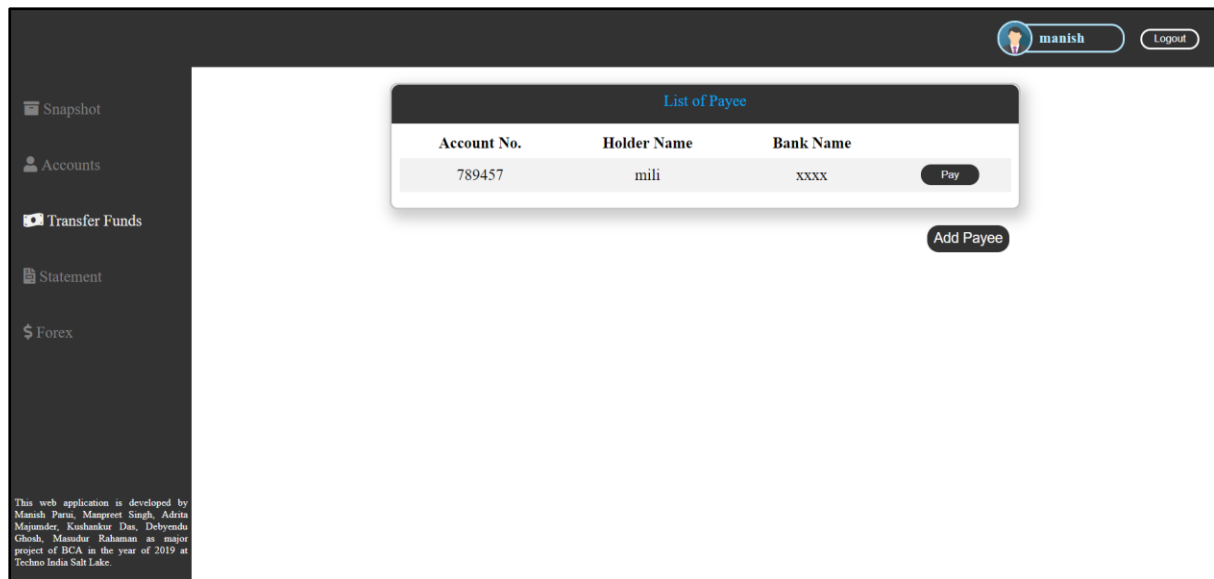 manish
Logout
Snapshot
Accounts
Transfer Funds
Statement
$ Forex
This web application is developed by
Manish Parui, Manpreet Singh, Adrita
Majumder, Kushankur Das, Debyendu
Ghosh, Masudur Rahaman as major
project of BCA in the year of 2019 at
Techno India Salt Lake.
List of Payee
Account No. Holder Name Bank Name
789457 mili xxxx Pay
Add Payee